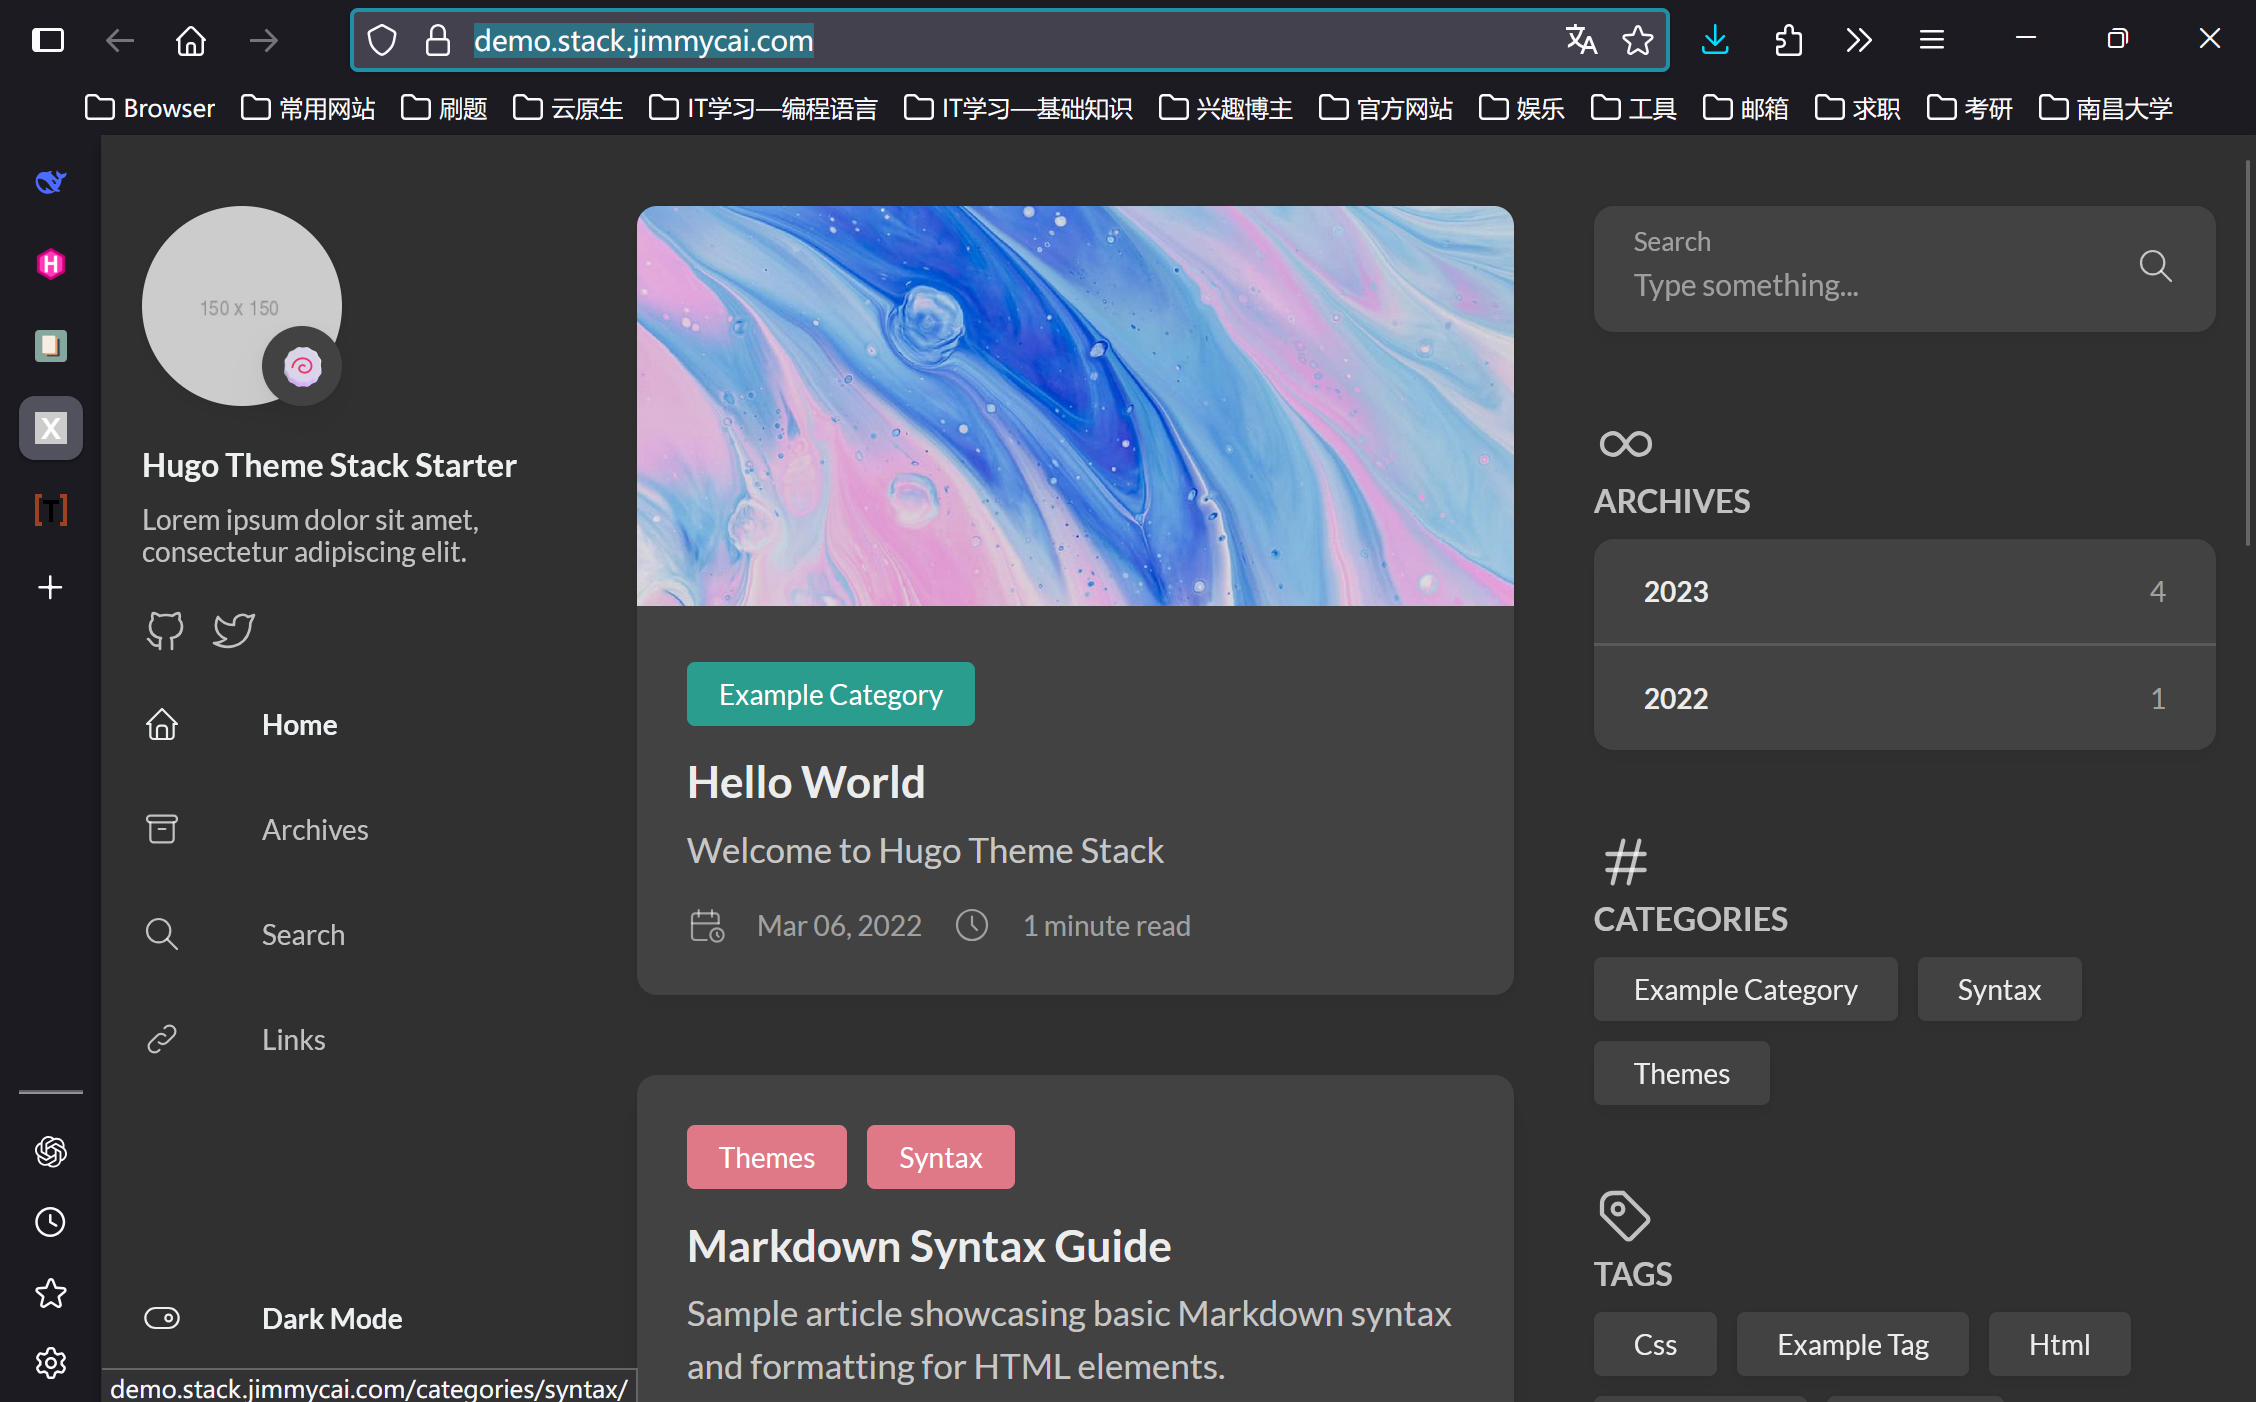 demo.stack.jimmycai.com
Browser 常用网站 刷题 云原生 IT学习—编程语言 IT学习—基础知识 兴趣博主 官方网站 娱乐 工具 邮箱 求职 考研 南昌大学
150 x 150
Hugo Theme Stack Starter
Lorem ipsum dolor sit amet,
consectetur adipiscing elit.
Home
Archives
Search
Links
Dark Mode
demo.stack.jimmycai.com/categories/syntax/
Example Category
Hello World
Welcome to Hugo Theme Stack
Mar 06, 2022 1 minute read
Themes Syntax
Markdown Syntax Guide
Sample article showcasing basic Markdown syntax
and formatting for HTML elements.
Search
Type something...
ARCHIVES
2023 4
2022 1
CATEGORIES
Example Category Syntax
Themes
TAGS
Css Example Tag Html